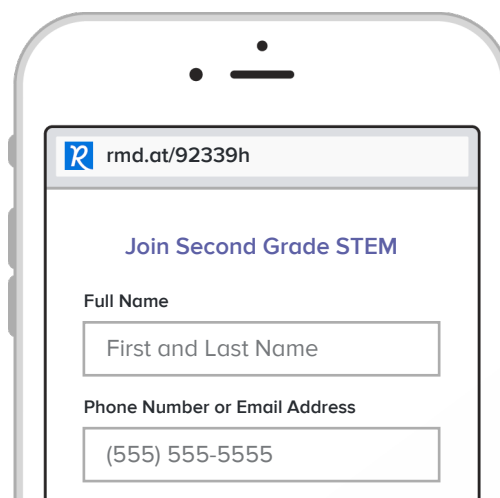 rmd.at/92339h
Join Second Grade STEM
Full Name
First and Last Name
Phone Number or Email Address
(555) 555-5555